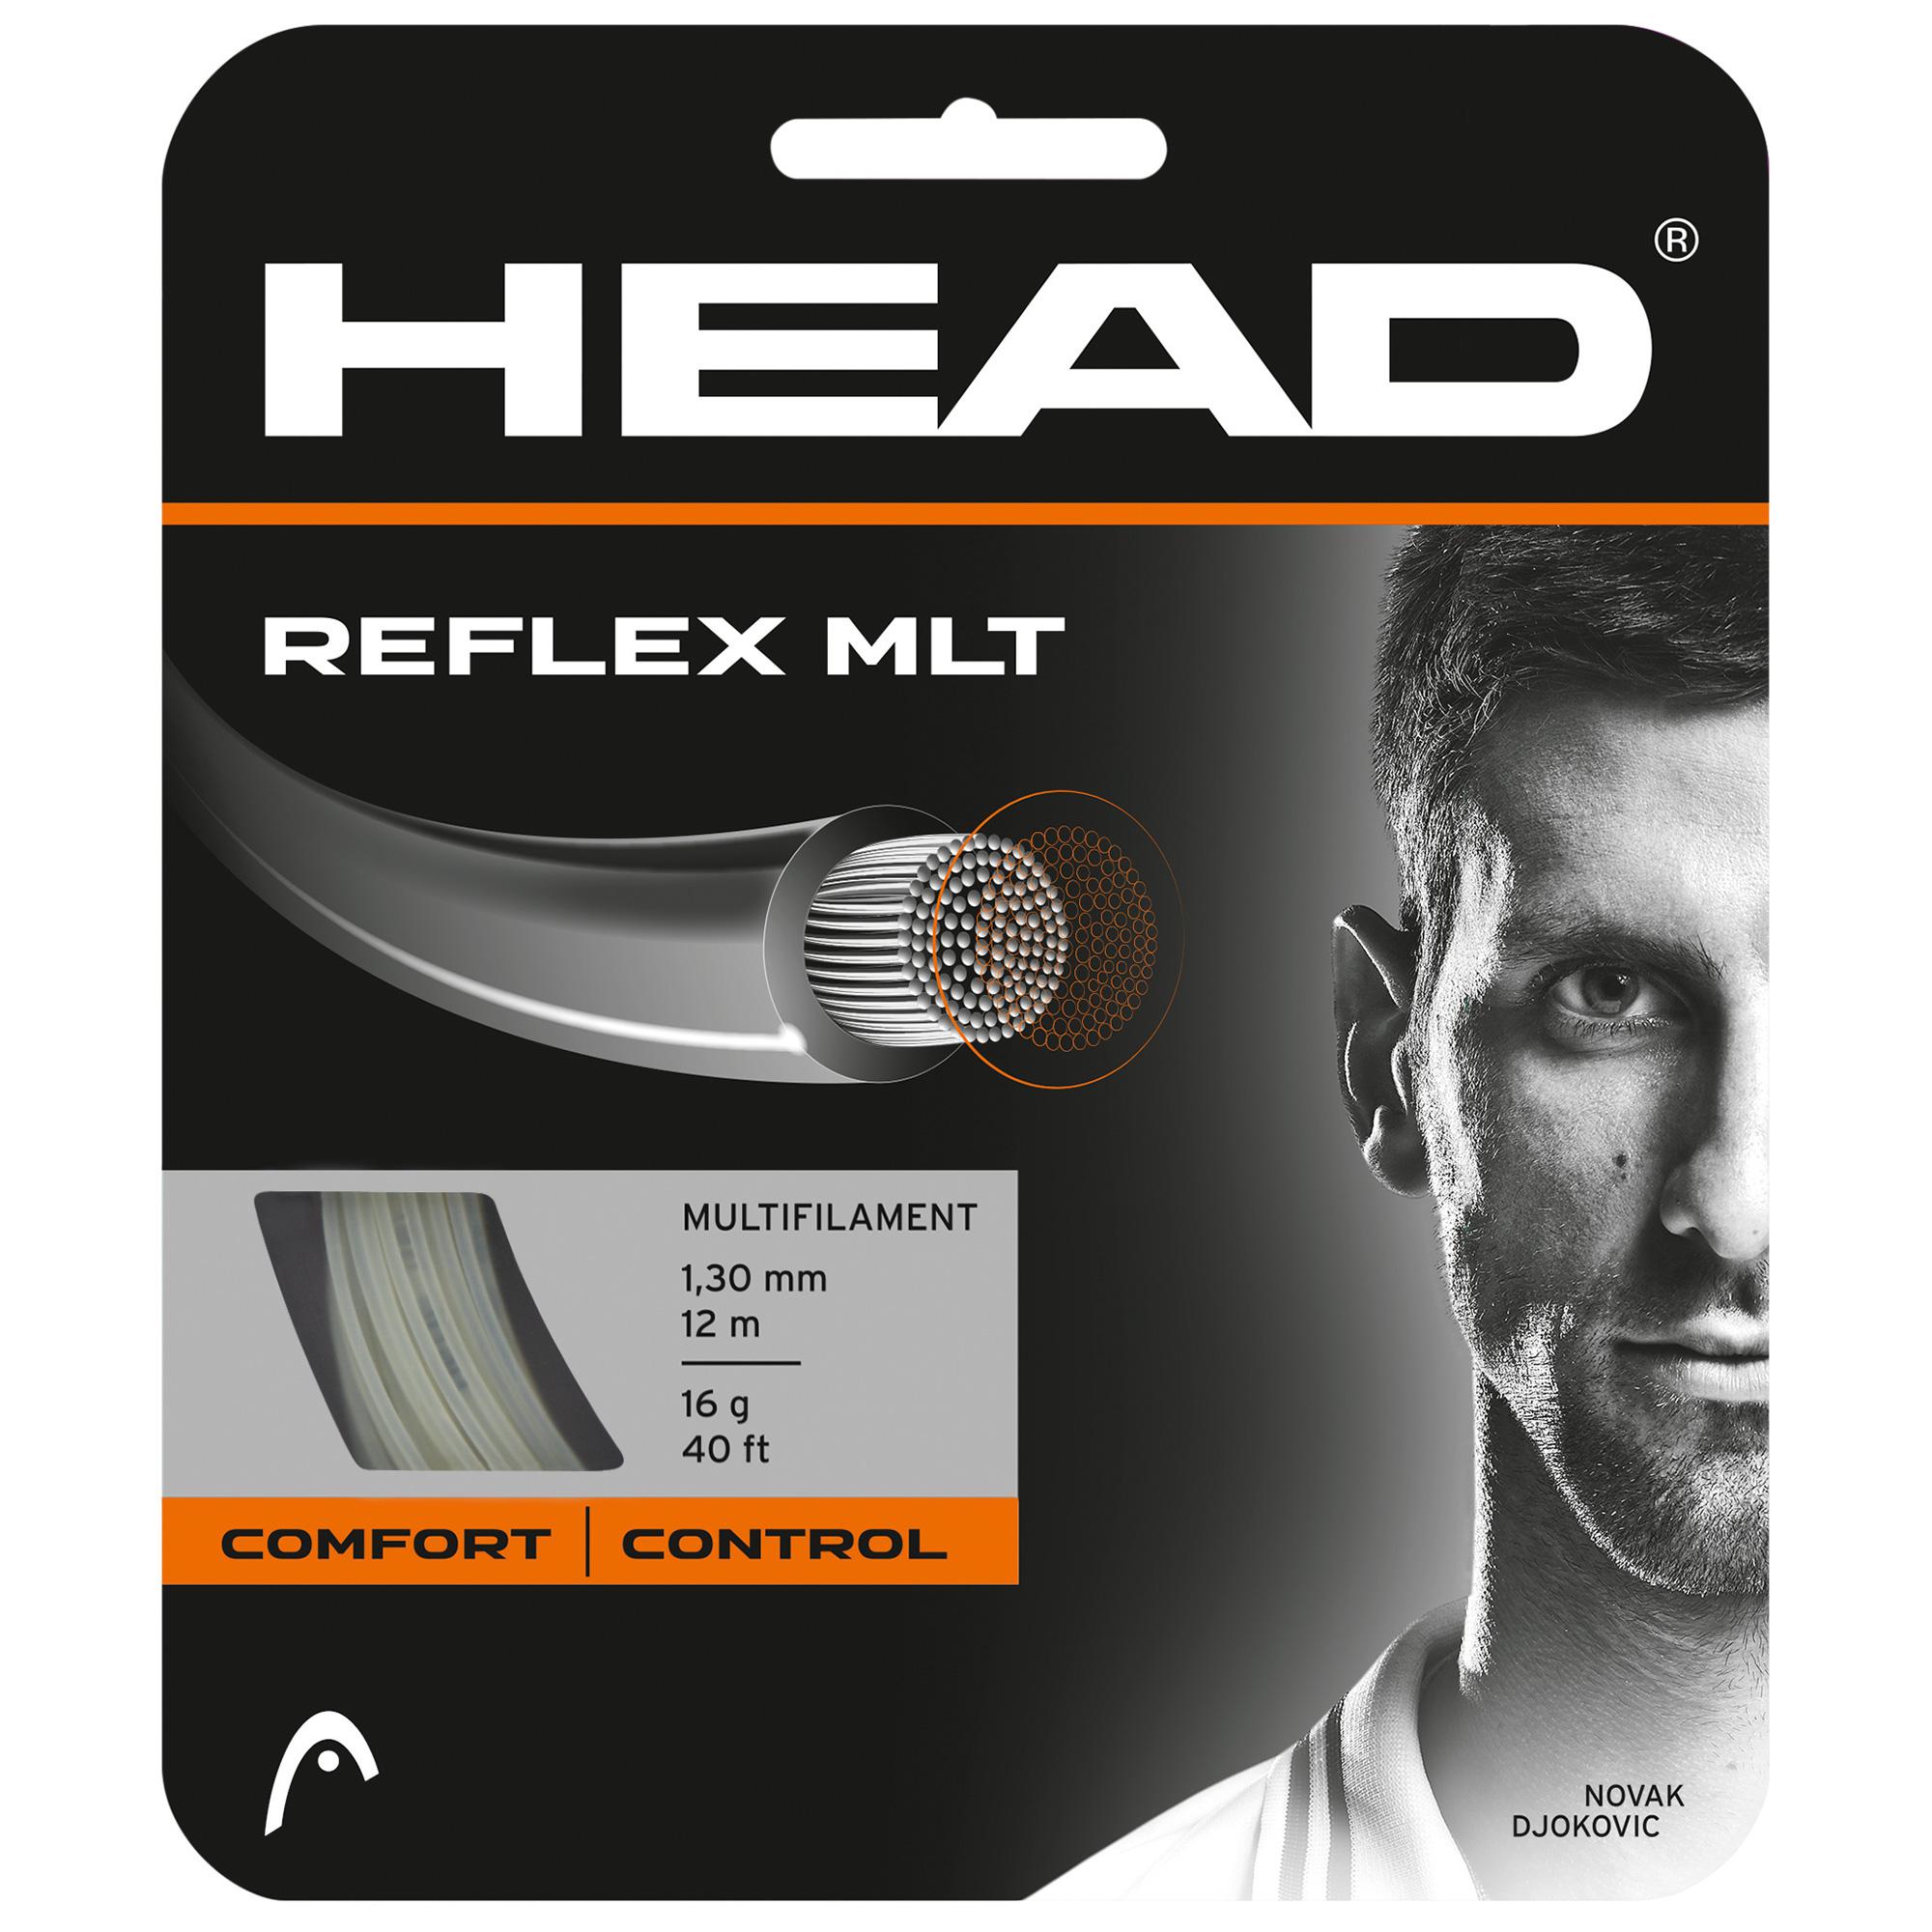 HEAD®
REFLEX MLT
MULTIFILAMENT
1,30 mm
12 m
16 g
40 ft
COMFORT | CONTROL
NOVAK
DJOKOVIC